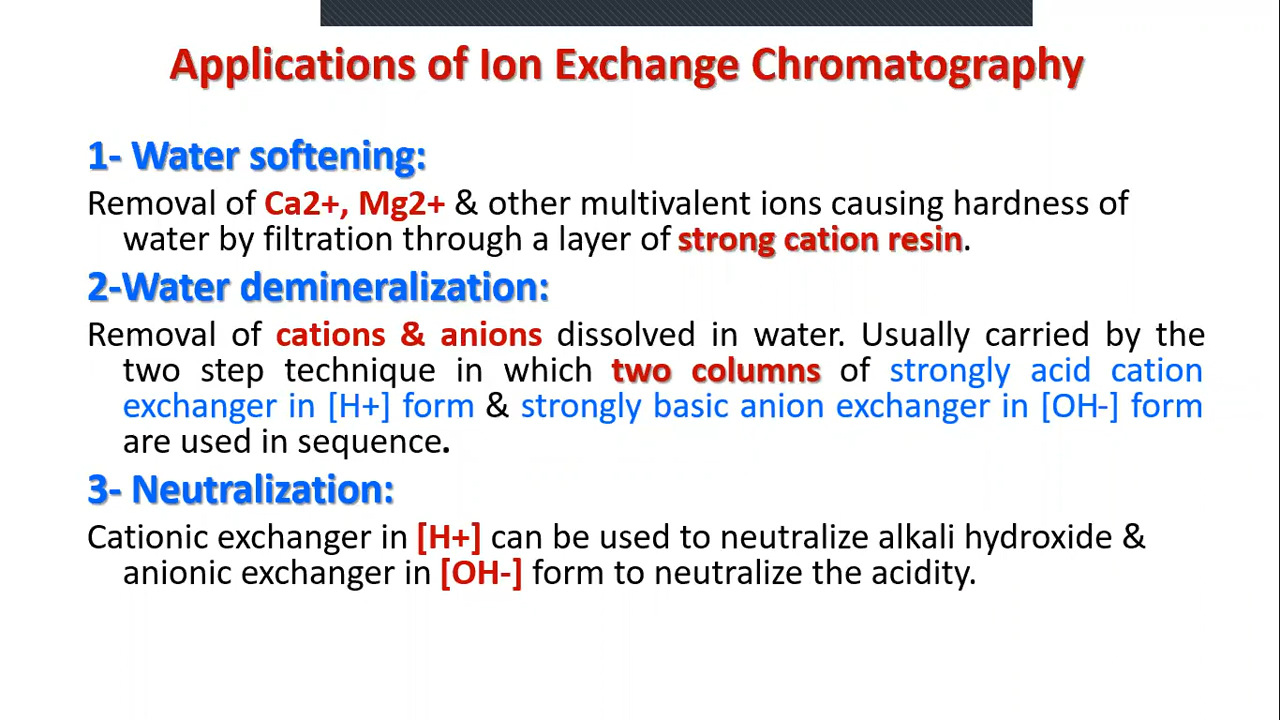 Applications of Ion Exchange Chromatography
1- Water softening:
Removal of Ca2+, Mg2+ & other multivalent ions causing hardness of
water by filtration through a layer of strong cation resin.
2-Water demineralization:
Removal of cations & anions dissolved in water. Usually carried by the
two step technique in which two columns of strongly acid cation
exchanger in [H+] form & strongly basic anion exchanger in [OH-] form
are used in sequence.
3- Neutralization:
Cationic exchanger in [H+] can be used to neutralize alkali hydroxide &
anionic exchanger in [OH-] form to neutralize the acidity.